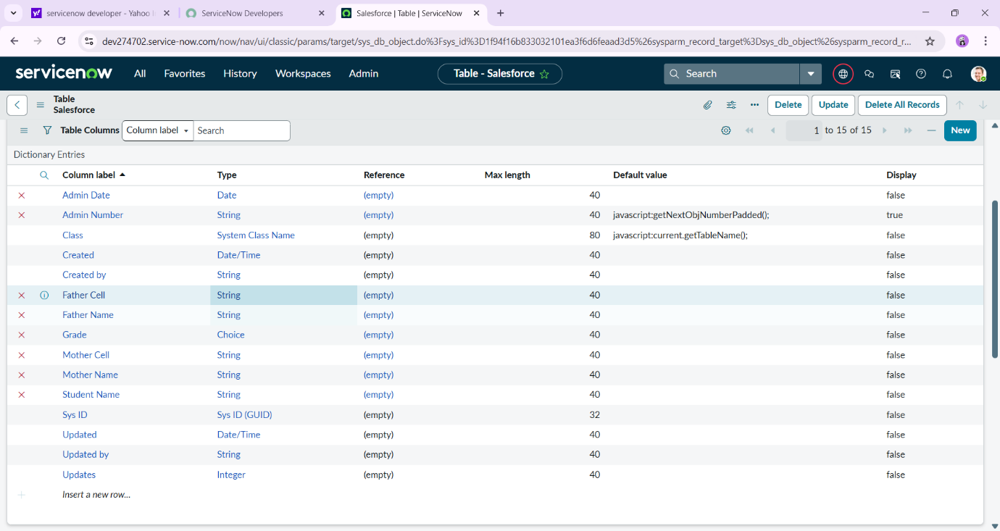 servicenow developer - Yahoo
ServiceNow Developers
Salesforce | Table | ServiceNow
dev274702.service-now.com/now/nav/ui/classic/params/target/sys_db_object.do%3Fsys_id%3D1f94f16b833032101ea3f6d6feaad3d5%26sysparm_record_target%3Dsys_db_object%26sysparm_record_r...
servicenow All Favorites History Workspaces Admin Table - Salesforce Search
Table
Salesforce
Delete Update Delete All Records
Table Columns Column label Search 1 to 15 of 15 New
Dictionary Entries
Column label Type Reference Max length Default value Display
Admin Date Date (empty) 40 false
Admin Number String (empty) 40 javascript:getNextObjNumberPadded(); true
Class System Class Name (empty) 80 javascript:current.getTableName(); false
Created Date/Time (empty) 40 false
Created by String (empty) 40 false
Father Cell String (empty) 40 false
Father Name String (empty) 40 false
Grade Choice (empty) 40 false
Mother Cell String (empty) 40 false
Mother Name String (empty) 40 false
Student Name String (empty) 40 false
Sys ID Sys ID (GUID) (empty) 32 false
Updated Date/Time (empty) 40 false
Updated by String (empty) 40 false
Updates Integer (empty) 40 false
Insert a new row...